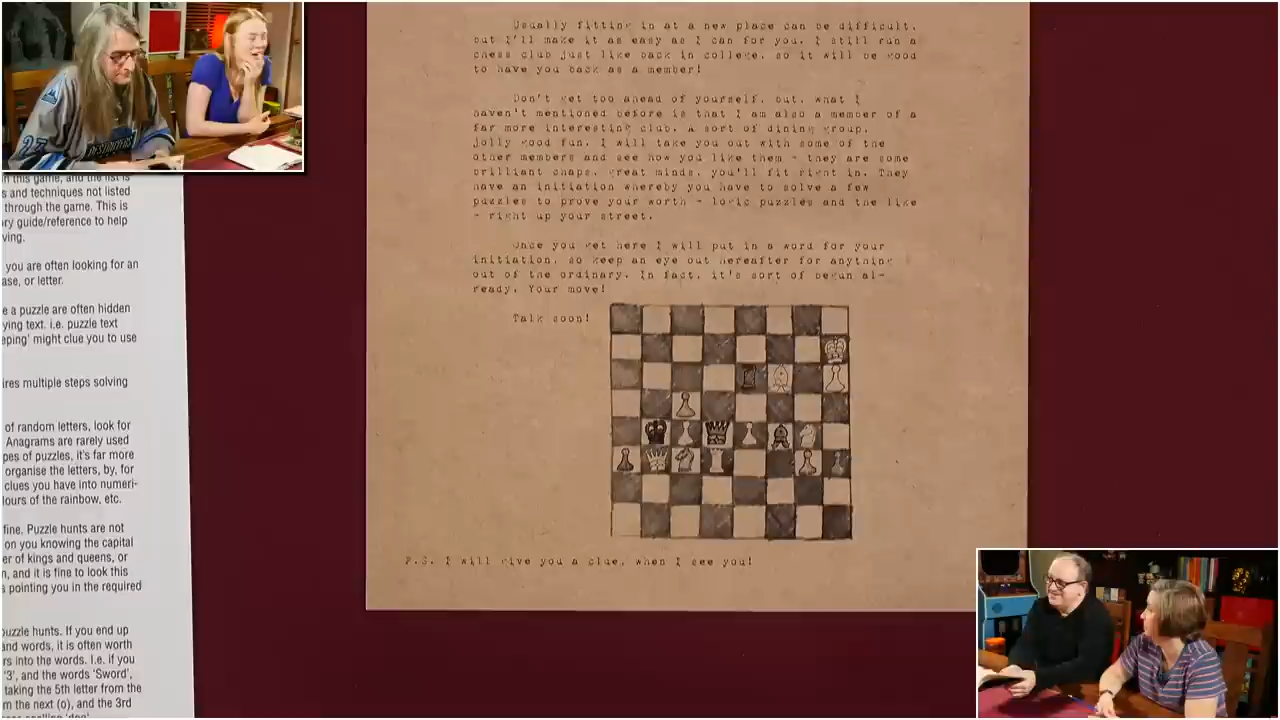 Usually fitting in at a new place can be difficult,
but I'll make it as easy as I can for you. I still run a
chess club just like back in college, so it will be good
to have you back as a member!
Don't get too ahead of yourself, but, what I
haven't mentioned before is that I am also a member of a
far more interesting club. A sort of dining group,
jolly good fun. I will take you out with some of the
other members and see how you like them - they are some
brilliant chaps, great minds, you'll fit right in. They
have an initiation whereby you have to solve a few
puzzles to prove your worth - logic puzzles and the like
- right up your street.
Once you get here I will put in a word for your
initiation, so keep an eye out hereafter for anything
out of the ordinary. In fact, it's sort of begun al-
ready. Your move!
Talk soon!
P.S. I will give you a clue, when I see you!
in this game, and the list is
s and techniques not listed
through the game. This is
ry guide/reference to help
ving.
you are often looking for an
ase, or letter.
e a puzzle are often hidden
ying text. i.e. puzzle text
eping' might clue you to use
ires multiple steps solving
of random letters, look for
Anagrams are rarely used
pes of puzzles, it's far more
organise the letters, by, for
clues you have into numeri-
lours of the rainbow, etc.
fine. Puzzle hunts are not
on you knowing the capital
er of kings and queens, or
n, and it is fine to look this
s pointing you in the required
puzzle hunts. If you end up
and words, it is often worth
rs into the words. I.e. if you
'3', and the words 'Sword',
taking the 5th letter from the
m the next (o), and the 3rd
27